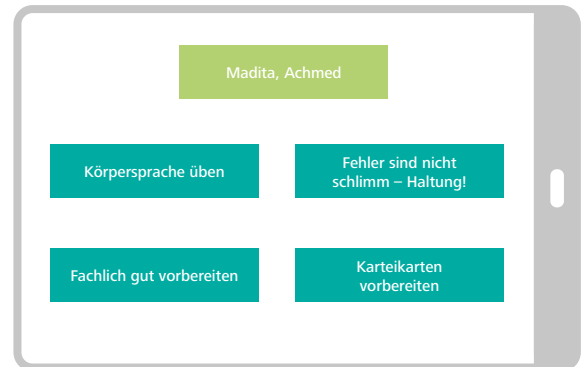 Madita, Achmed
Körpersprache üben
Fehler sind nicht
schlimm – Haltung!
Fachlich gut vorbereiten
Karteikarten
vorbereiten